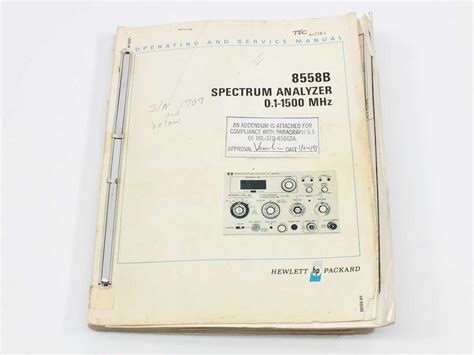 TSC
OPERATING AND SERVICE MANUAL
8558B
SPECTRUM ANALYZER
0.1-1500 MHz
S/N 1707
and
below
AN ADDENDUM IS ATTACHED FOR
COMPLIANCE WITH PARAGRAPH 5.5
OF MIL-STD-45662A.
APPROVAL DATE
HEWLETT hp PACKARD